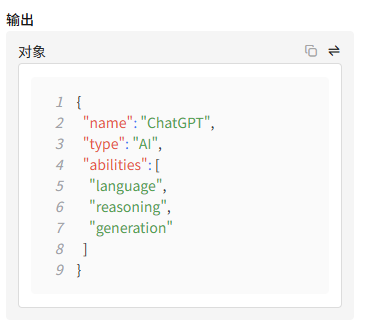 输出
对象
1 {
2   "name": "ChatGPT",
3   "type": "AI",
4   "abilities": [
5     "language",
6     "reasoning",
7     "generation"
8   ]
9 }